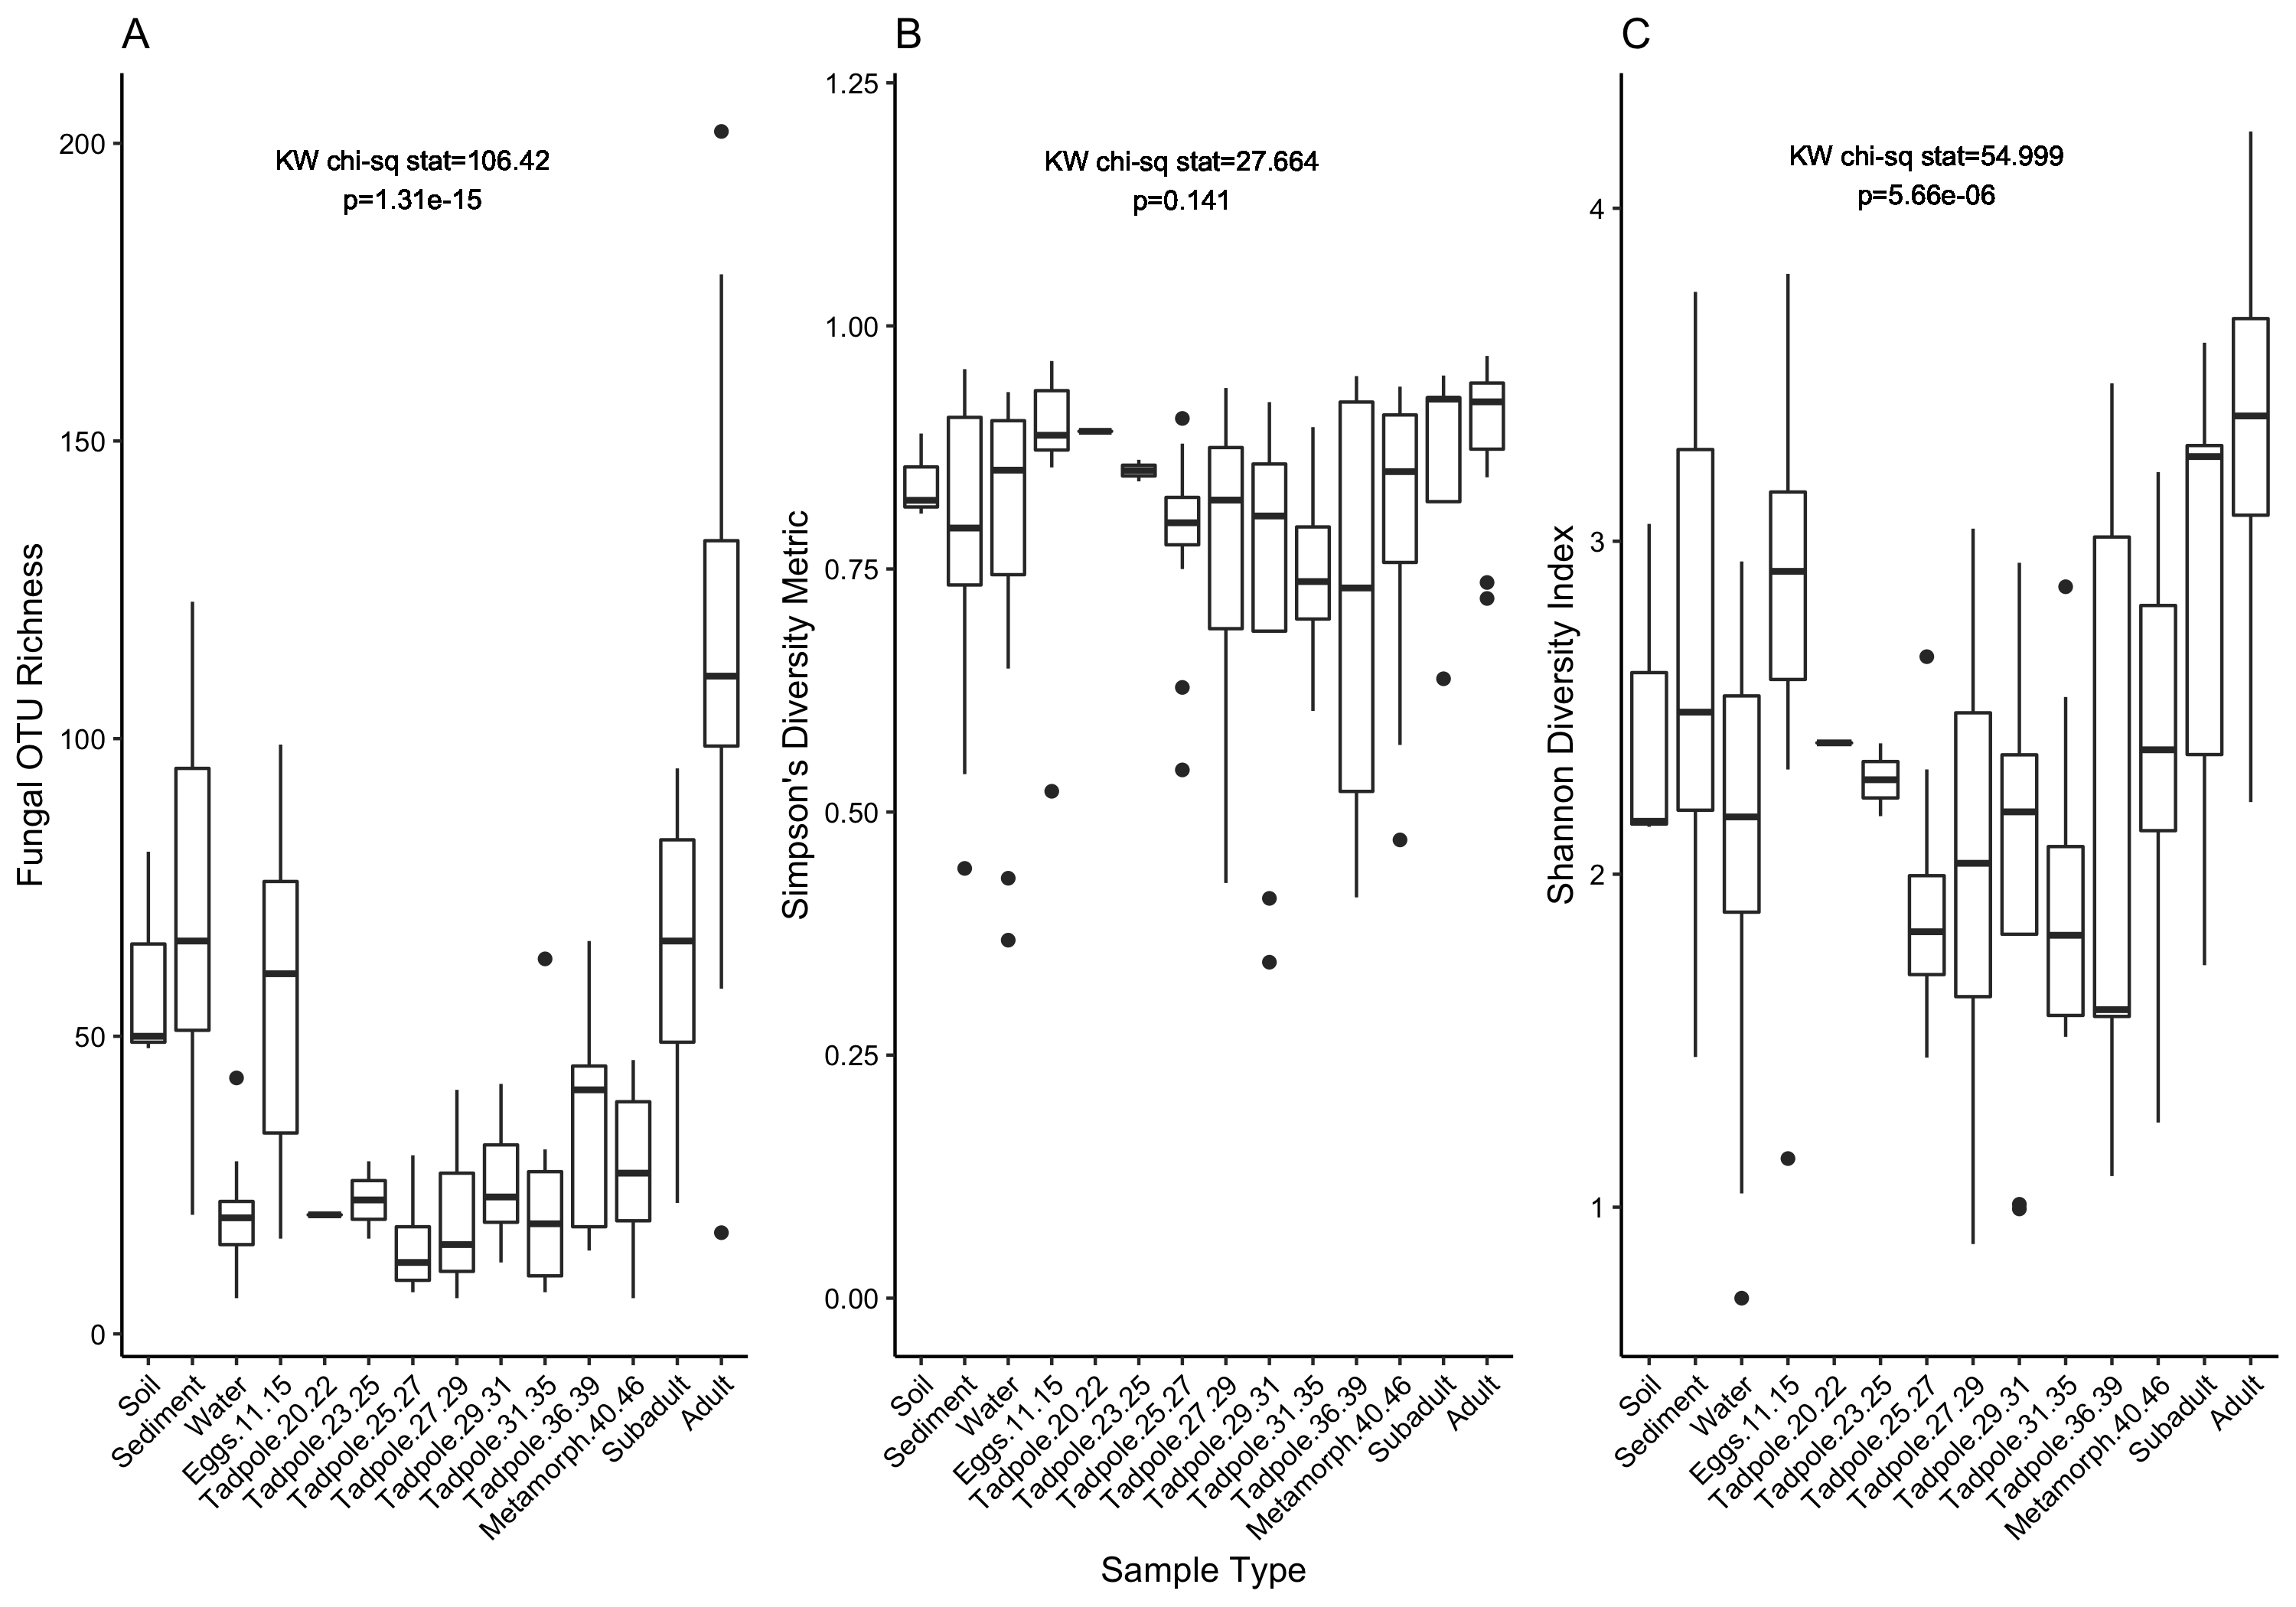 A
Fungal OTU Richness
200
150
100
50
0
KW chi-sq stat=106.42
p=1.31e-15
Soil
Sediment
Water
Eggs.11.15
Tadpole.20.22
Tadpole.23.25
Tadpole.25.27
Tadpole.27.29
Tadpole.29.31
Tadpole.31.35
Tadpole.36.39
Metamorph.40.46
Subadult
Adult
B
Simpson's Diversity Metric
1.25
1.00
0.75
0.50
0.25
0.00
KW chi-sq stat=27.664
p=0.141
Soil
Sediment
Water
Eggs.11.15
Tadpole.20.22
Tadpole.23.25
Tadpole.25.27
Tadpole.27.29
Tadpole.29.31
Tadpole.31.35
Tadpole.36.39
Metamorph.40.46
Subadult
Adult
C
Shannon Diversity Index
4
3
2
1
KW chi-sq stat=54.999
p=5.66e-06
Soil
Sediment
Water
Eggs.11.15
Tadpole.20.22
Tadpole.23.25
Tadpole.25.27
Tadpole.27.29
Tadpole.29.31
Tadpole.31.35
Tadpole.36.39
Metamorph.40.46
Subadult
Adult
Sample Type